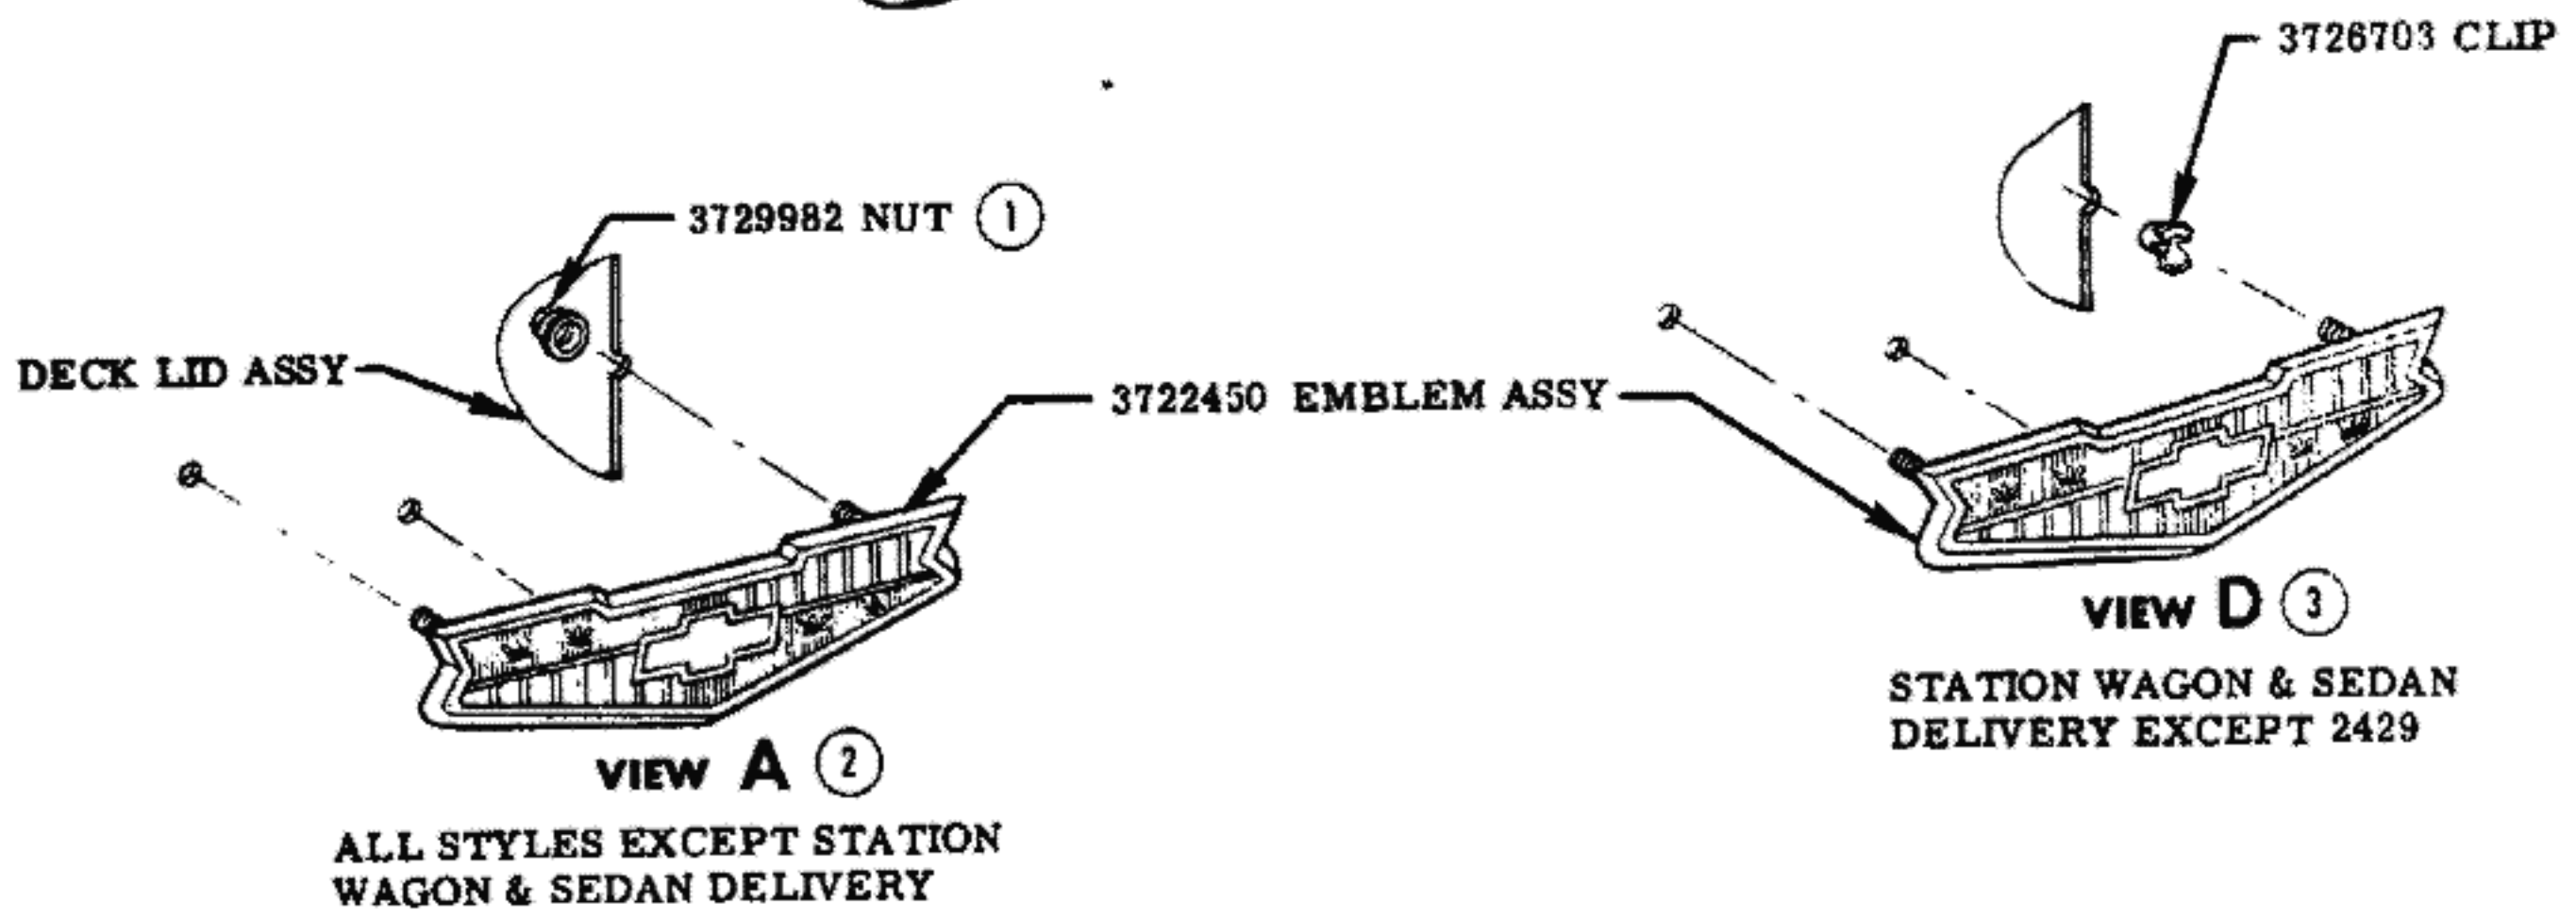 3726703 CLIP
3729982 NUT 1
DECK LID ASSY
3722450 EMBLEM ASSY
VIEW A 2
ALL STYLES EXCEPT STATION
WAGON & SEDAN DELIVERY
VIEW D 3
STATION WAGON & SEDAN
DELIVERY EXCEPT 2429